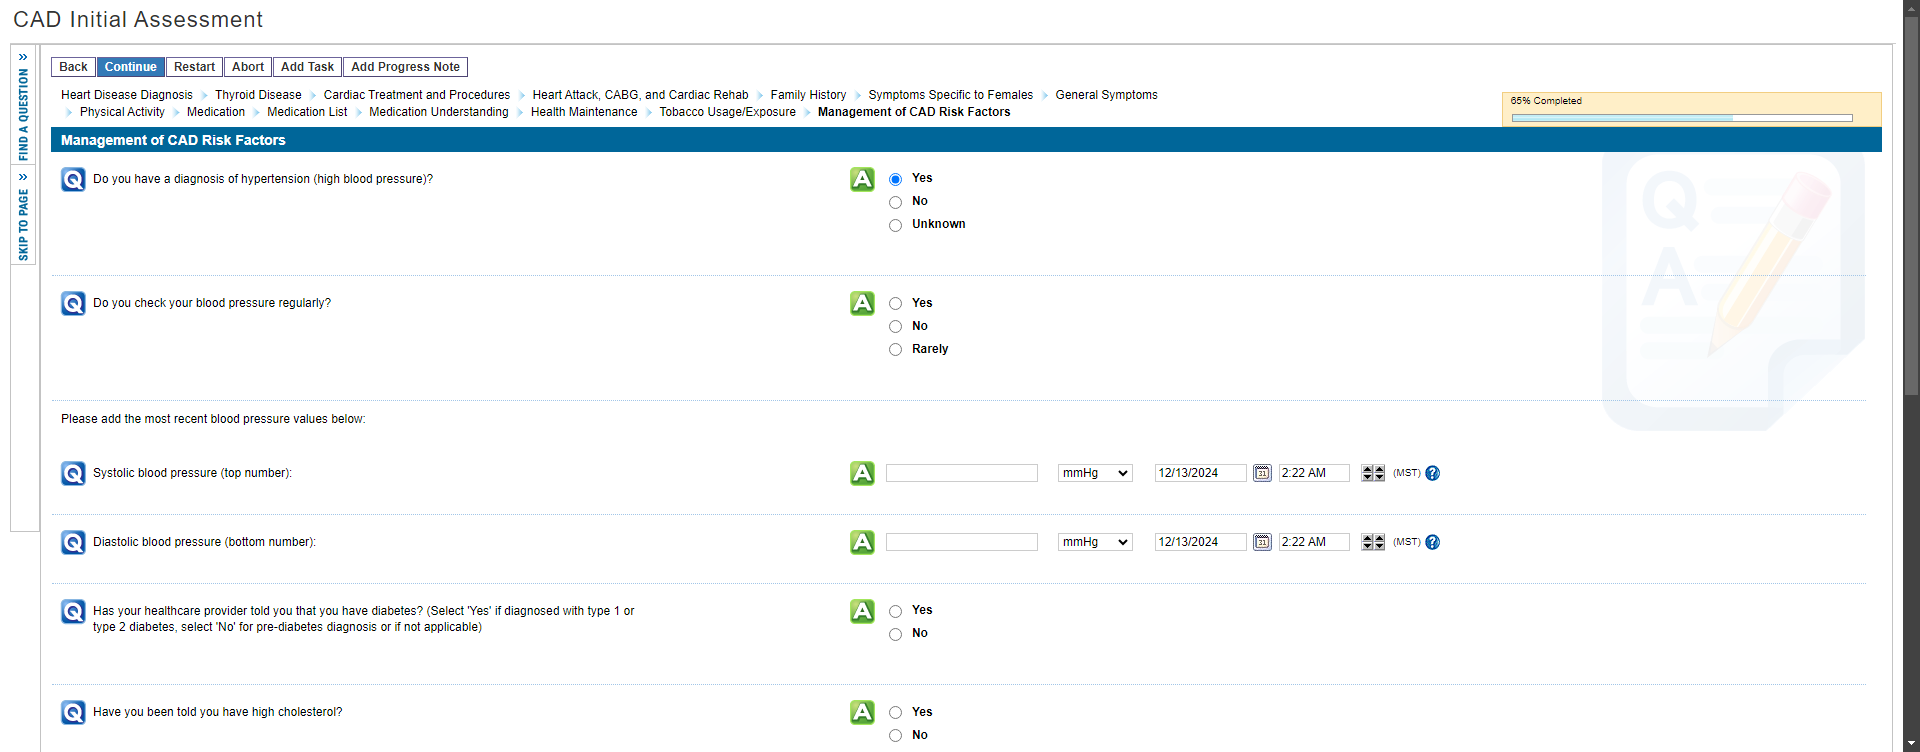 CAD Initial Assessment
» FIND A QUESTION
» SKIP TO PAGE
Back Continue Restart Abort Add Task Add Progress Note
Heart Disease Diagnosis Thyroid Disease Cardiac Treatment and Procedures Heart Attack, CABG, and Cardiac Rehab Family History Symptoms Specific to Females General Symptoms
Physical Activity Medication Medication List Medication Understanding Health Maintenance Tobacco Usage/Exposure Management of CAD Risk Factors
65% Completed
Management of CAD Risk Factors
Q Do you have a diagnosis of hypertension (high blood pressure)? A Yes
No
Unknown
Q A
Q Do you check your blood pressure regularly? A Yes
No
Rarely
Please add the most recent blood pressure values below:
Q Systolic blood pressure (top number): A mmHg 12/13/2024 31 2:22 AM (MST) ?
Q Diastolic blood pressure (bottom number): A mmHg 12/13/2024 31 2:22 AM (MST) ?
Q Has your healthcare provider told you that you have diabetes? (Select 'Yes' if diagnosed with type 1 or
type 2 diabetes, select 'No' for pre-diabetes diagnosis or if not applicable)
A Yes
No
Q Have you been told you have high cholesterol? A Yes
No